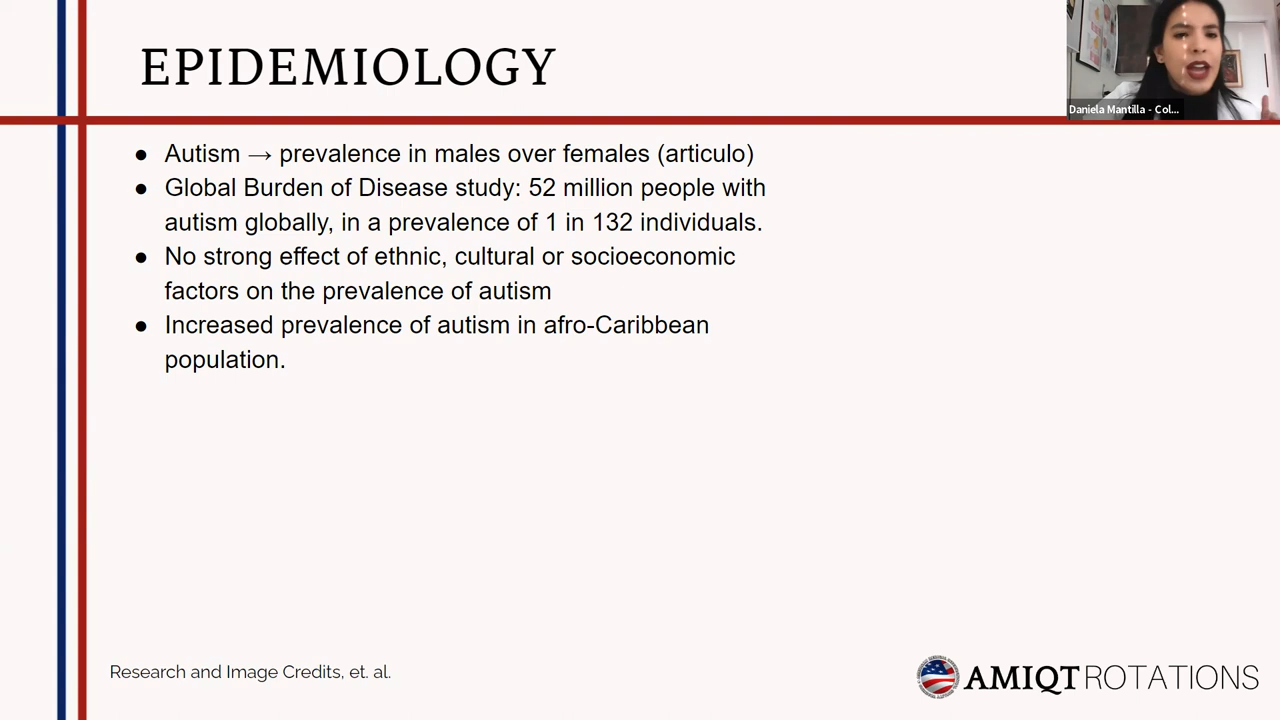 EPIDEMIOLOGY
Daniela Mantilla - Col...
● Autism → prevalence in males over females (articulo)
● Global Burden of Disease study: 52 million people with
autism globally, in a prevalence of 1 in 132 individuals.
● No strong effect of ethnic, cultural or socioeconomic
factors on the prevalence of autism
● Increased prevalence of autism in afro-Caribbean
population.
Research and Image Credits, et. al.
AMIQT ROTATIONS